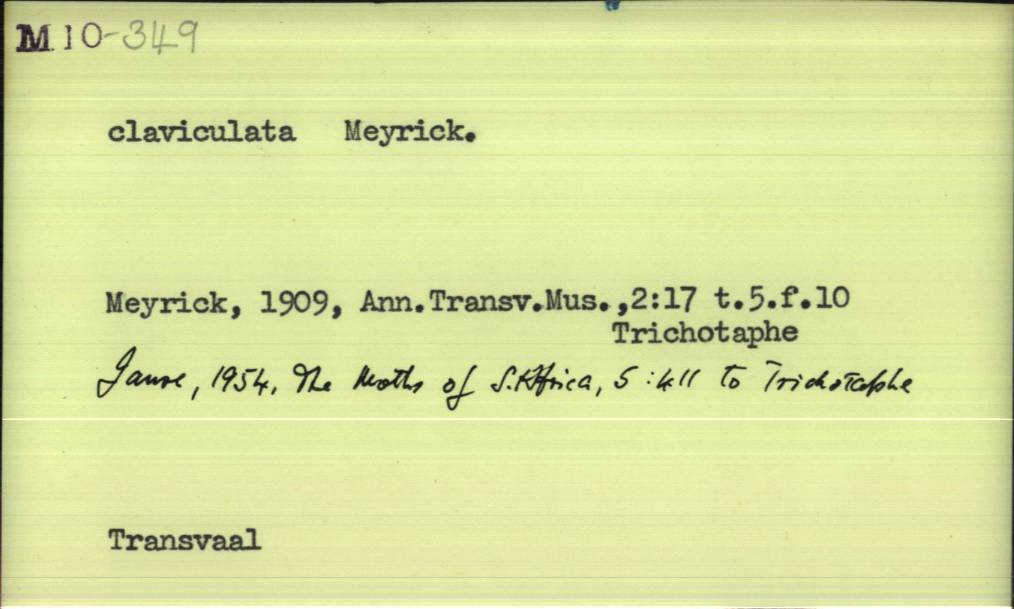 M 10-349
claviculata Meyrick.
Meyrick, 1909, Ann.Transv.Mus.,2:17 t.5.f.10
Trichotaphe
Janse, 1954, The Moths of S.Africa, 5:411 to Trichotaphe
Transvaal